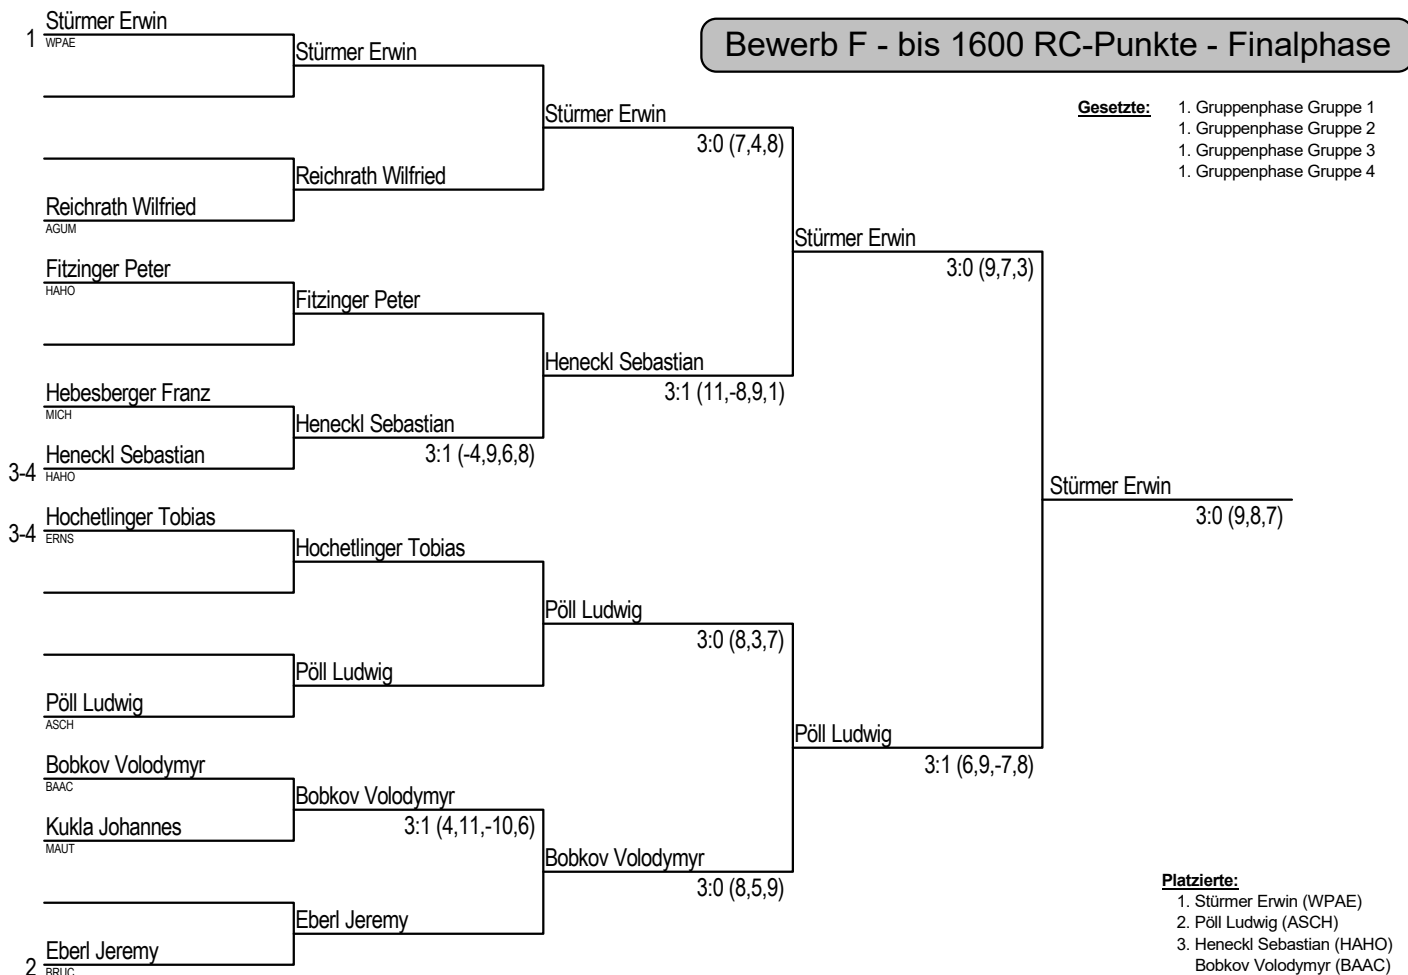 Bewerb F - bis 1600 RC-Punkte - Finalphase
Gesetzte: 1. Gruppenphase Gruppe 1
1. Gruppenphase Gruppe 2
1. Gruppenphase Gruppe 3
1. Gruppenphase Gruppe 4
1 Stürmer Erwin
WPAE
Reichrath Wilfried
AGUM
Fitzinger Peter
HAHO
Hebesberger Franz
MICH
3-4 Heneckl Sebastian
HAHO
3-4 Hochetlinger Tobias
ERNS
Pöll Ludwig
ASCH
Bobkov Volodymyr
BAAC
Kukla Johannes
MAUT
2 Eberl Jeremy
BRUC
Stürmer Erwin
Reichrath Wilfried
Fitzinger Peter
Heneckl Sebastian
3:1 (-4,9,6,8)
Hochetlinger Tobias
Pöll Ludwig
Bobkov Volodymyr
3:1 (4,11,-10,6)
Eberl Jeremy
Stürmer Erwin
3:0 (7,4,8)
Heneckl Sebastian
3:1 (11,-8,9,1)
Pöll Ludwig
3:0 (8,3,7)
Bobkov Volodymyr
3:0 (8,5,9)
Stürmer Erwin
3:0 (9,7,3)
Pöll Ludwig
3:1 (6,9,-7,8)
Stürmer Erwin
3:0 (9,8,7)
Platzierte:
1. Stürmer Erwin (WPAE)
2. Pöll Ludwig (ASCH)
3. Heneckl Sebastian (HAHO)
Bobkov Volodymyr (BAAC)